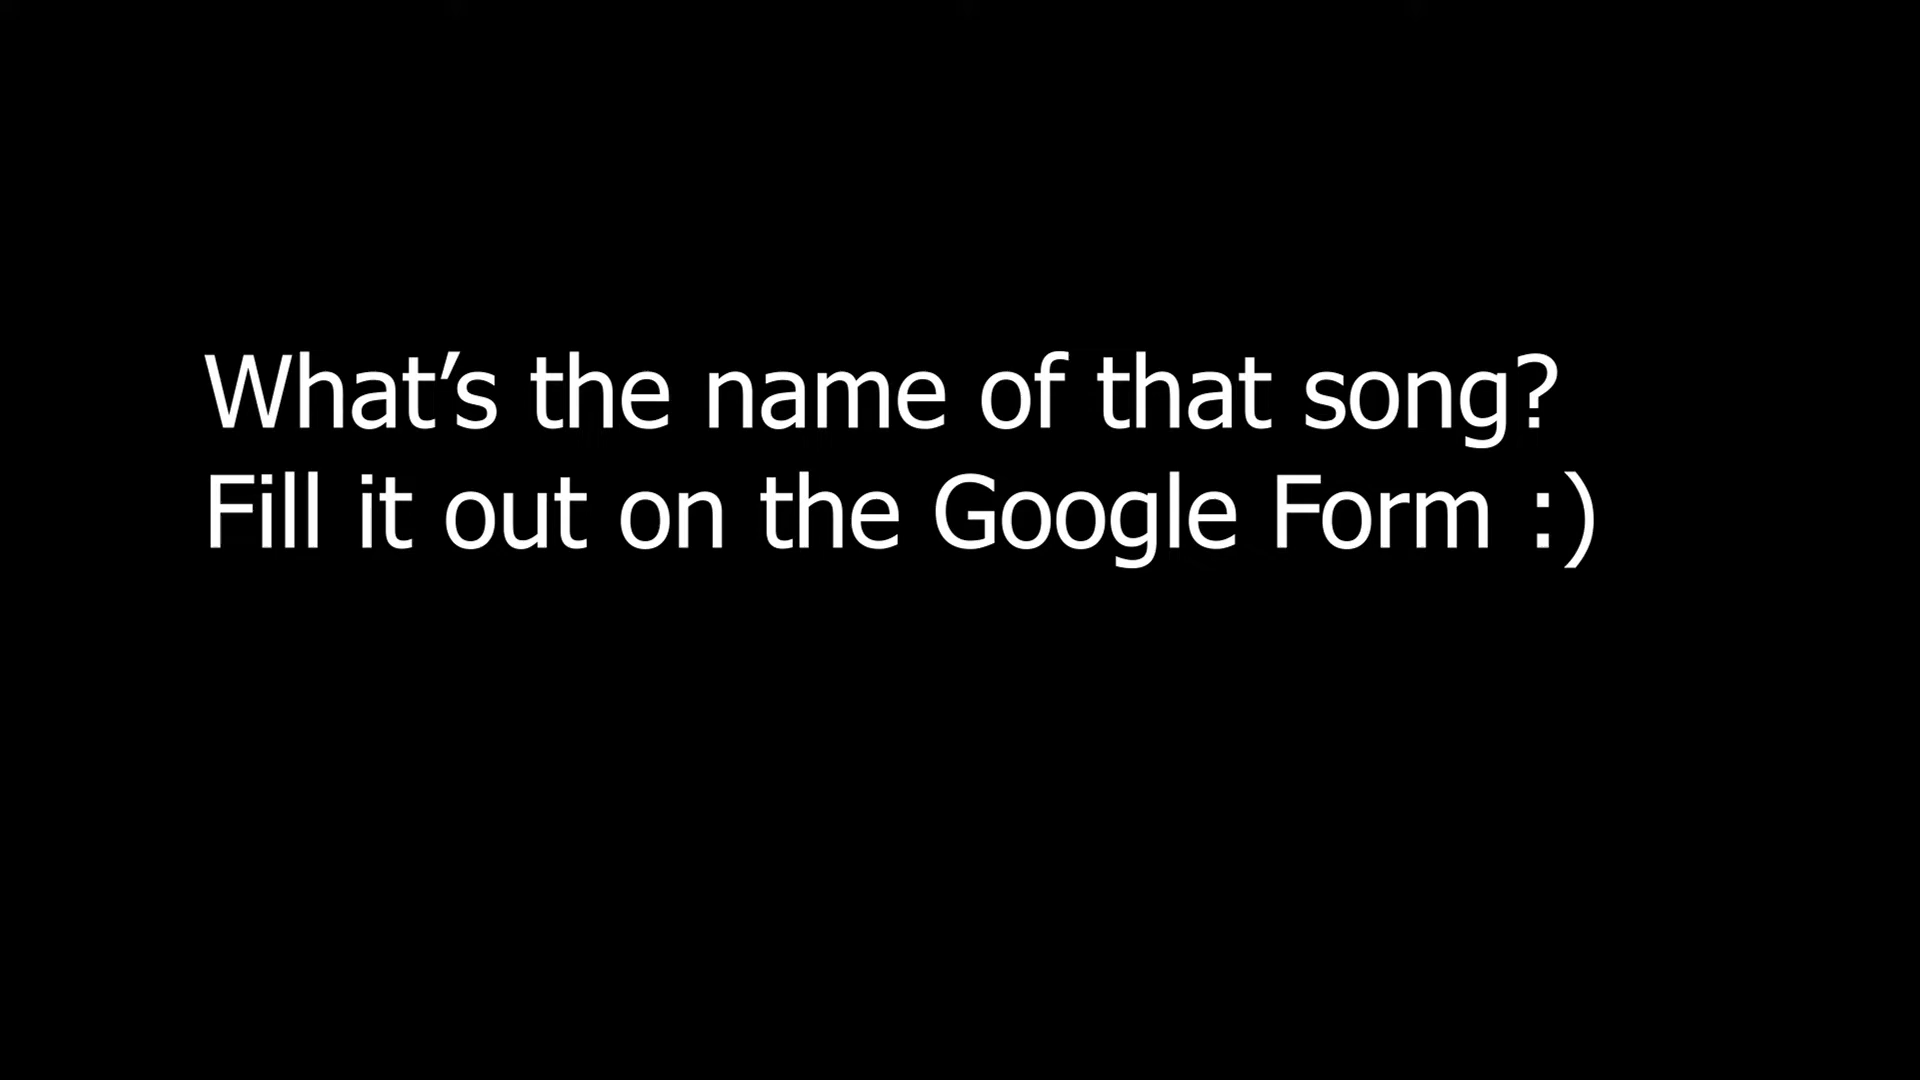 What’s the name of that song?
Fill it out on the Google Form :)